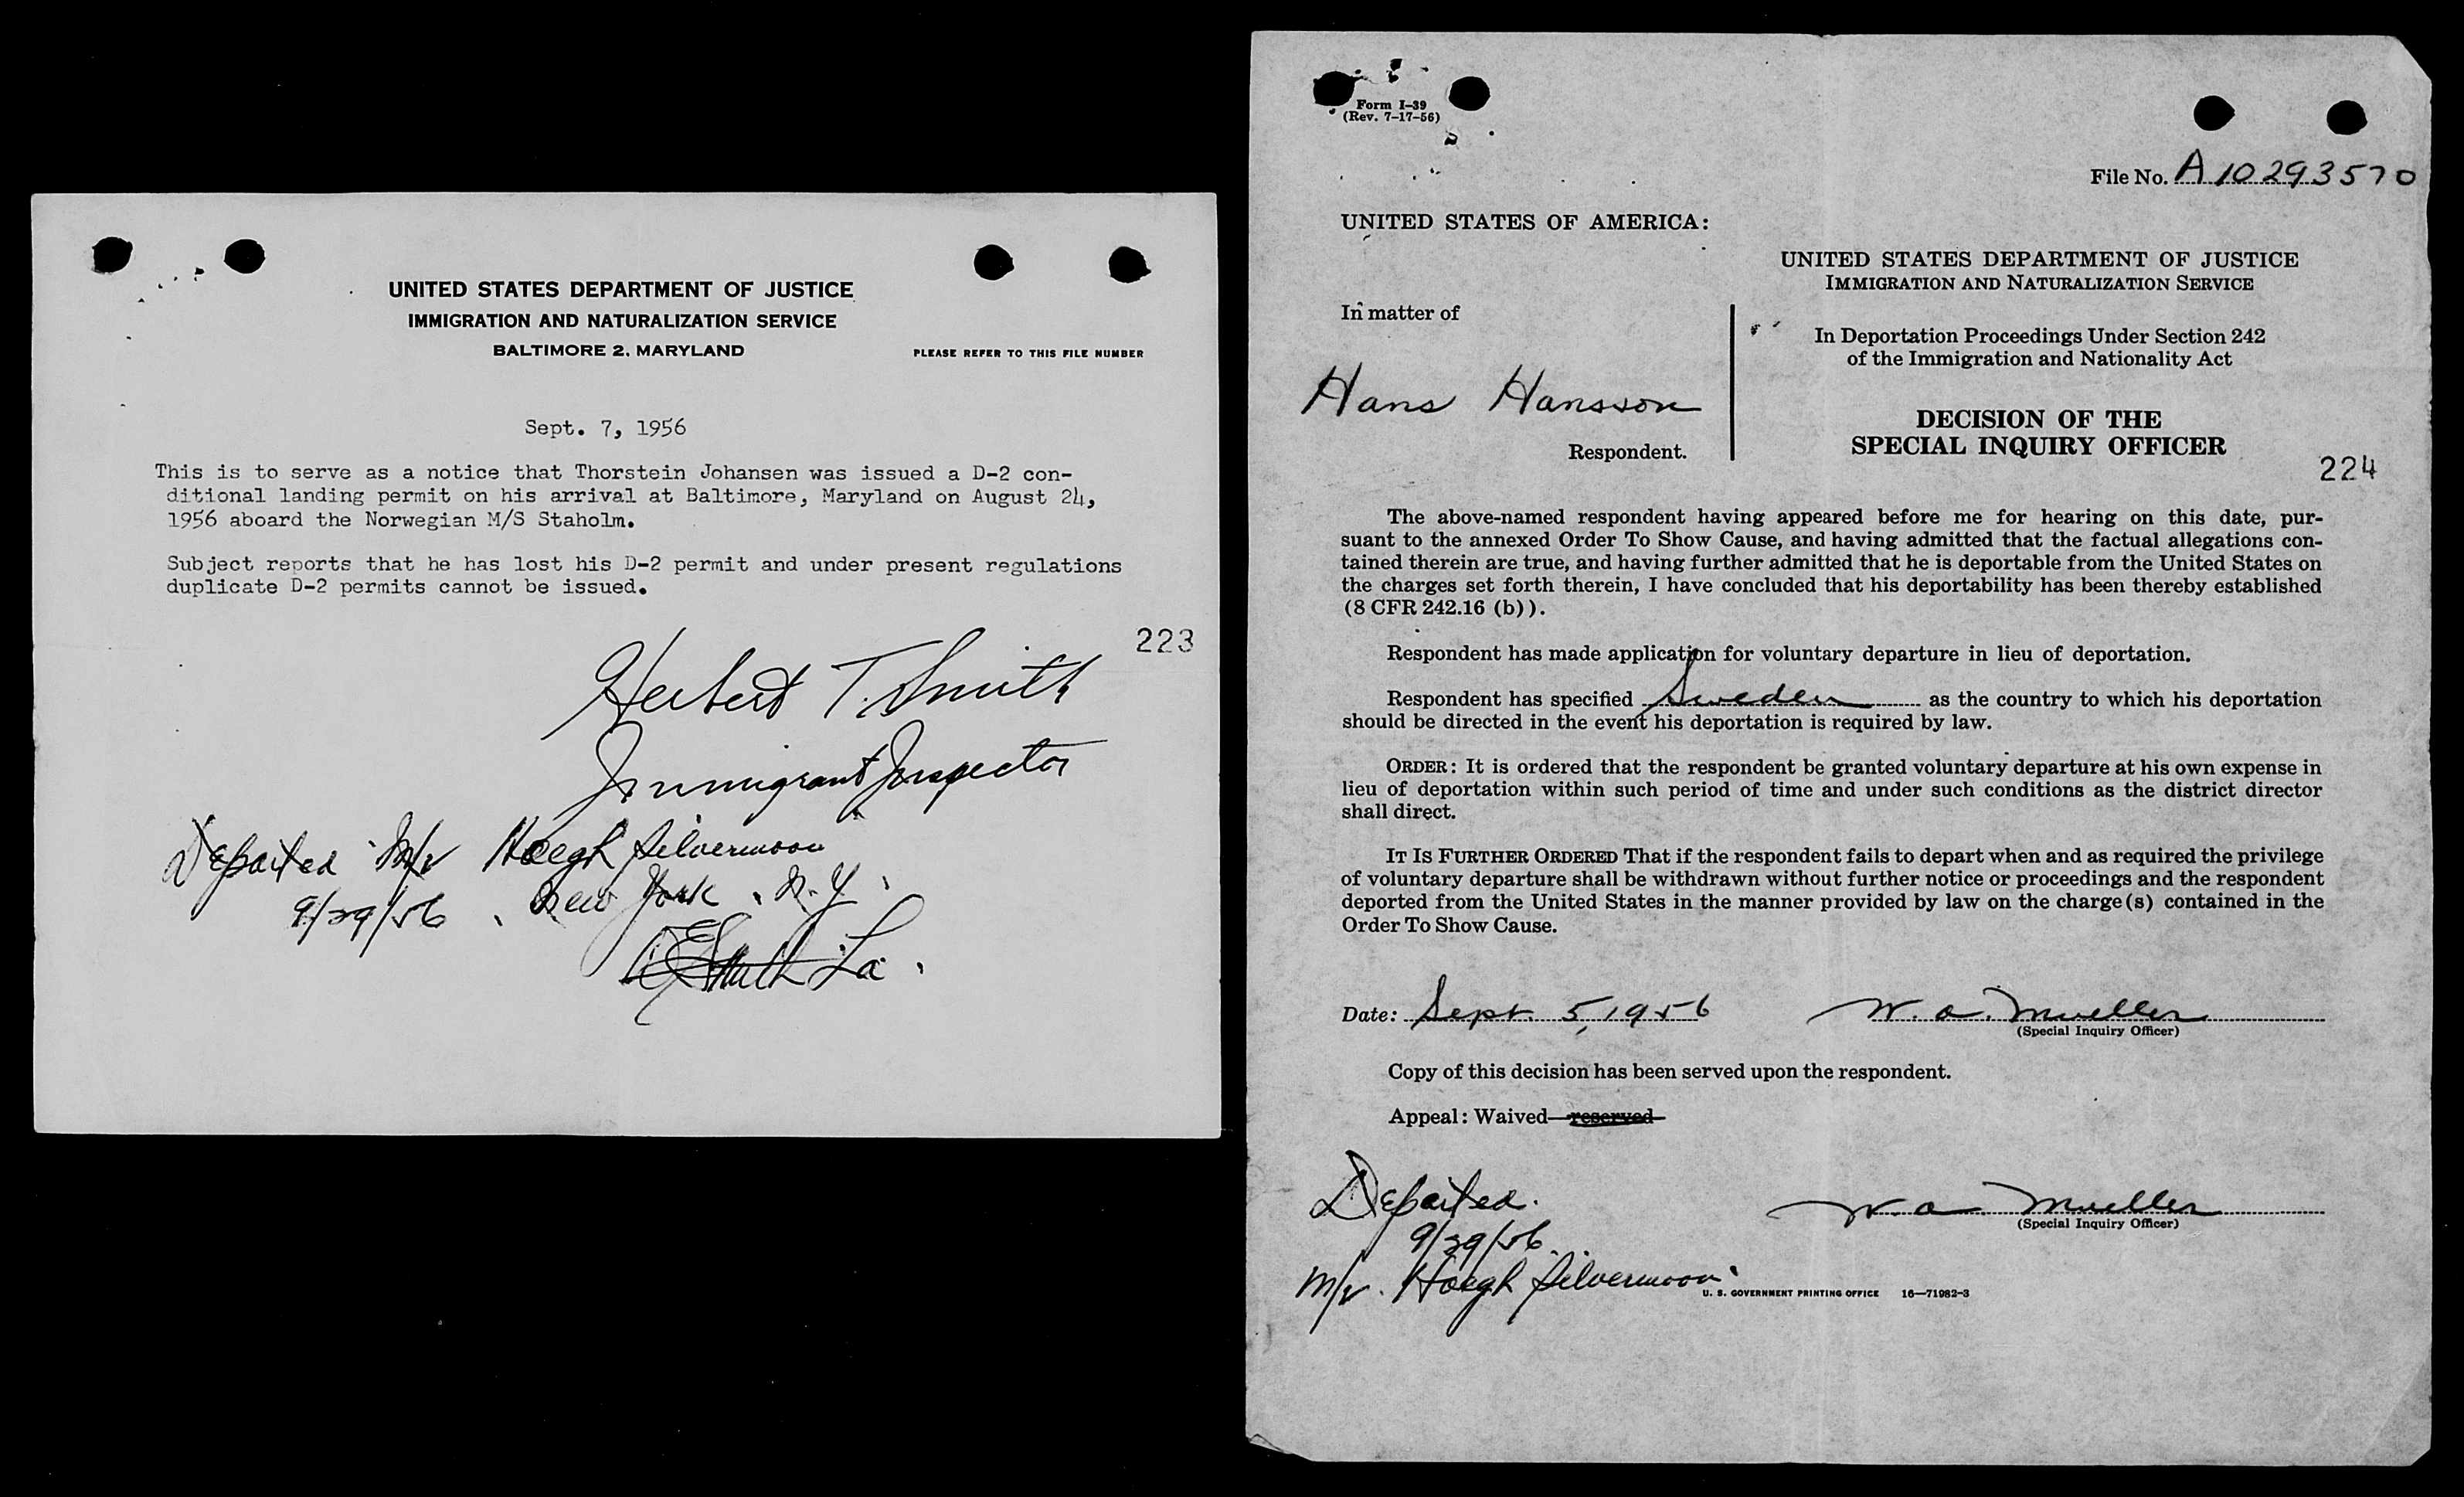 UNITED STATES DEPARTMENT OF JUSTICE
IMMIGRATION AND NATURALIZATION SERVICE
BALTIMORE 2, MARYLAND
PLEASE REFER TO THIS FILE NUMBER
Sept. 7, 1956
This is to serve as a notice that Thorstein Johansen was issued a D-2 con-
ditional landing permit on his arrival at Baltimore, Maryland on August 24,
1956 aboard the Norwegian M/S Staholm.
Subject reports that he has lost his D-2 permit and under present regulations
duplicate D-2 permits cannot be issued.
223
Herbert T. Smith
Immigrant Inspector
Departed M/v Hoegh Silvermoon
9/29/56, New York, N.Y.
Form I-39
(Rev. 7-17-56)
File No. A 10 293 570
UNITED STATES OF AMERICA:
UNITED STATES DEPARTMENT OF JUSTICE
IMMIGRATION AND NATURALIZATION SERVICE
In matter of
In Deportation Proceedings Under Section 242
of the Immigration and Nationality Act
Hans Hansson
Respondent.
DECISION OF THE
SPECIAL INQUIRY OFFICER
224
The above-named respondent having appeared before me for hearing on this date, pur-
suant to the annexed Order To Show Cause, and having admitted that the factual allegations con-
tained therein are true, and having further admitted that he is deportable from the United States on
the charges set forth therein, I have concluded that his deportability has been thereby established
(8 CFR 242.16 (b)).
Respondent has made application for voluntary departure in lieu of deportation.
Respondent has specified Sweden as the country to which his deportation
should be directed in the event his deportation is required by law.
ORDER: It is ordered that the respondent be granted voluntary departure at his own expense in
lieu of deportation within such period of time and under such conditions as the district director
shall direct.
IT IS FURTHER ORDERED That if the respondent fails to depart when and as required the privilege
of voluntary departure shall be withdrawn without further notice or proceedings and the respondent
deported from the United States in the manner provided by law on the charge(s) contained in the
Order To Show Cause.
Date: Sept. 5, 1956 W. A. Mueller
(Special Inquiry Officer)
Copy of this decision has been served upon the respondent.
Appeal: Waived—reserved
Departed.
9/29/56.
W. A. Mueller
(Special Inquiry Officer)
M/v. Hoegh Silvermoon
U. S. GOVERNMENT PRINTING OFFICE 16—71982-3